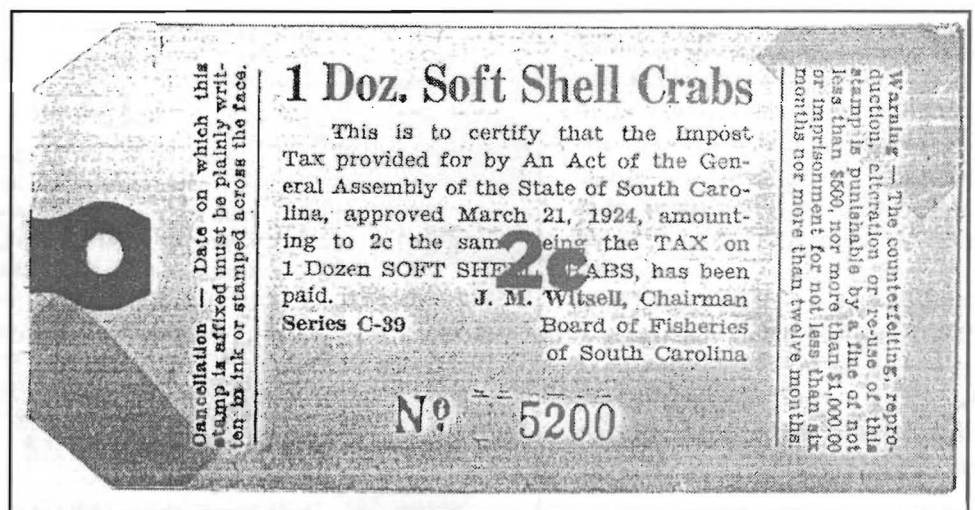 Cancellation — Date on which this
stamp is affixed must be plainly writ-
ten in ink or stamped across the face.
1 Doz. Soft Shell Crabs
This is to certify that the Impost
Tax provided for by An Act of the Gen-
eral Assembly of the State of South Caro-
lina, approved March 21, 1924, amount-
ing to 2c the same being the TAX on
1 Dozen SOFT SHELL CRABS, has been
paid. J. M. Witsell, Chairman
Series C-39 Board of Fisheries
of South Carolina
2c
No. 5200
Warning — The counterfeiting, repro-
duction, alteration or re-use of this
stamp is punishable by a fine of not
less than $500, nor more than $1,000.00
or imprisonment for not less than six
months nor more than twelve months.